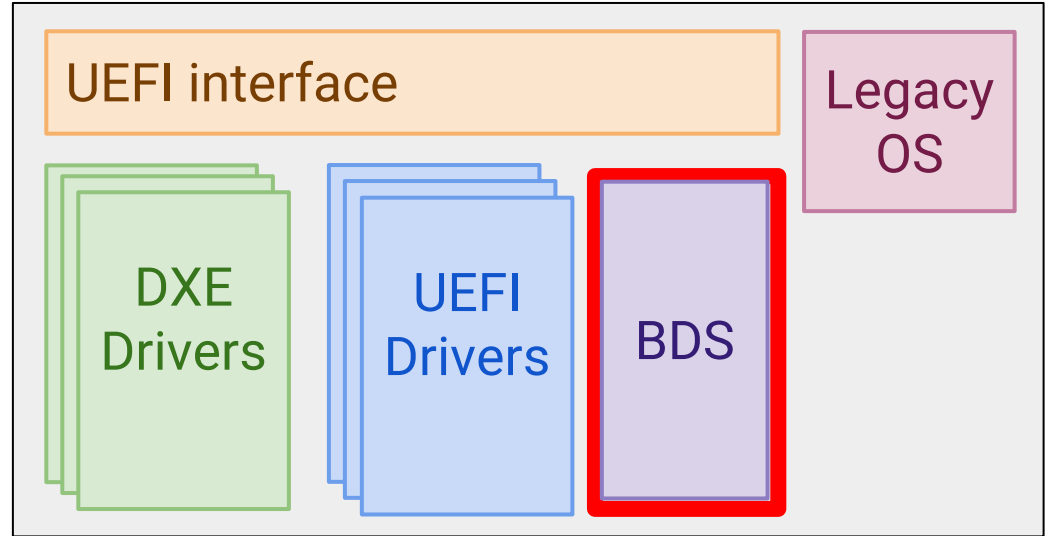 UEFI interface
Legacy
OS
DXE
Drivers
UEFI
Drivers
BDS